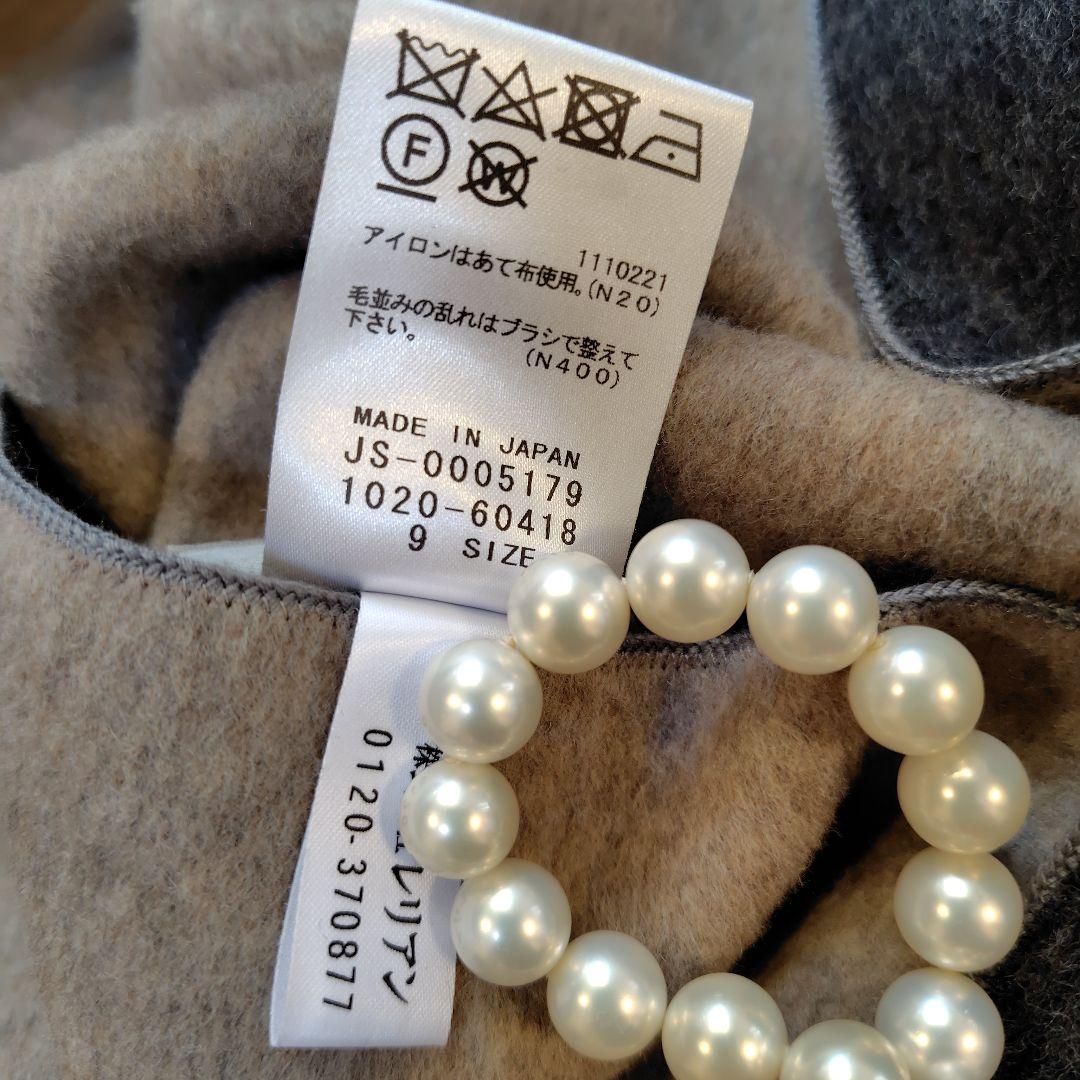 F
W
1110221
アイロンはあて布使用。(N20)
毛並みの乱れはブラシで整えて
下さい。
(N400)
MADE IN JAPAN
JS-0005179
1020-60418
9 SIZE
レリアン
0120-370877